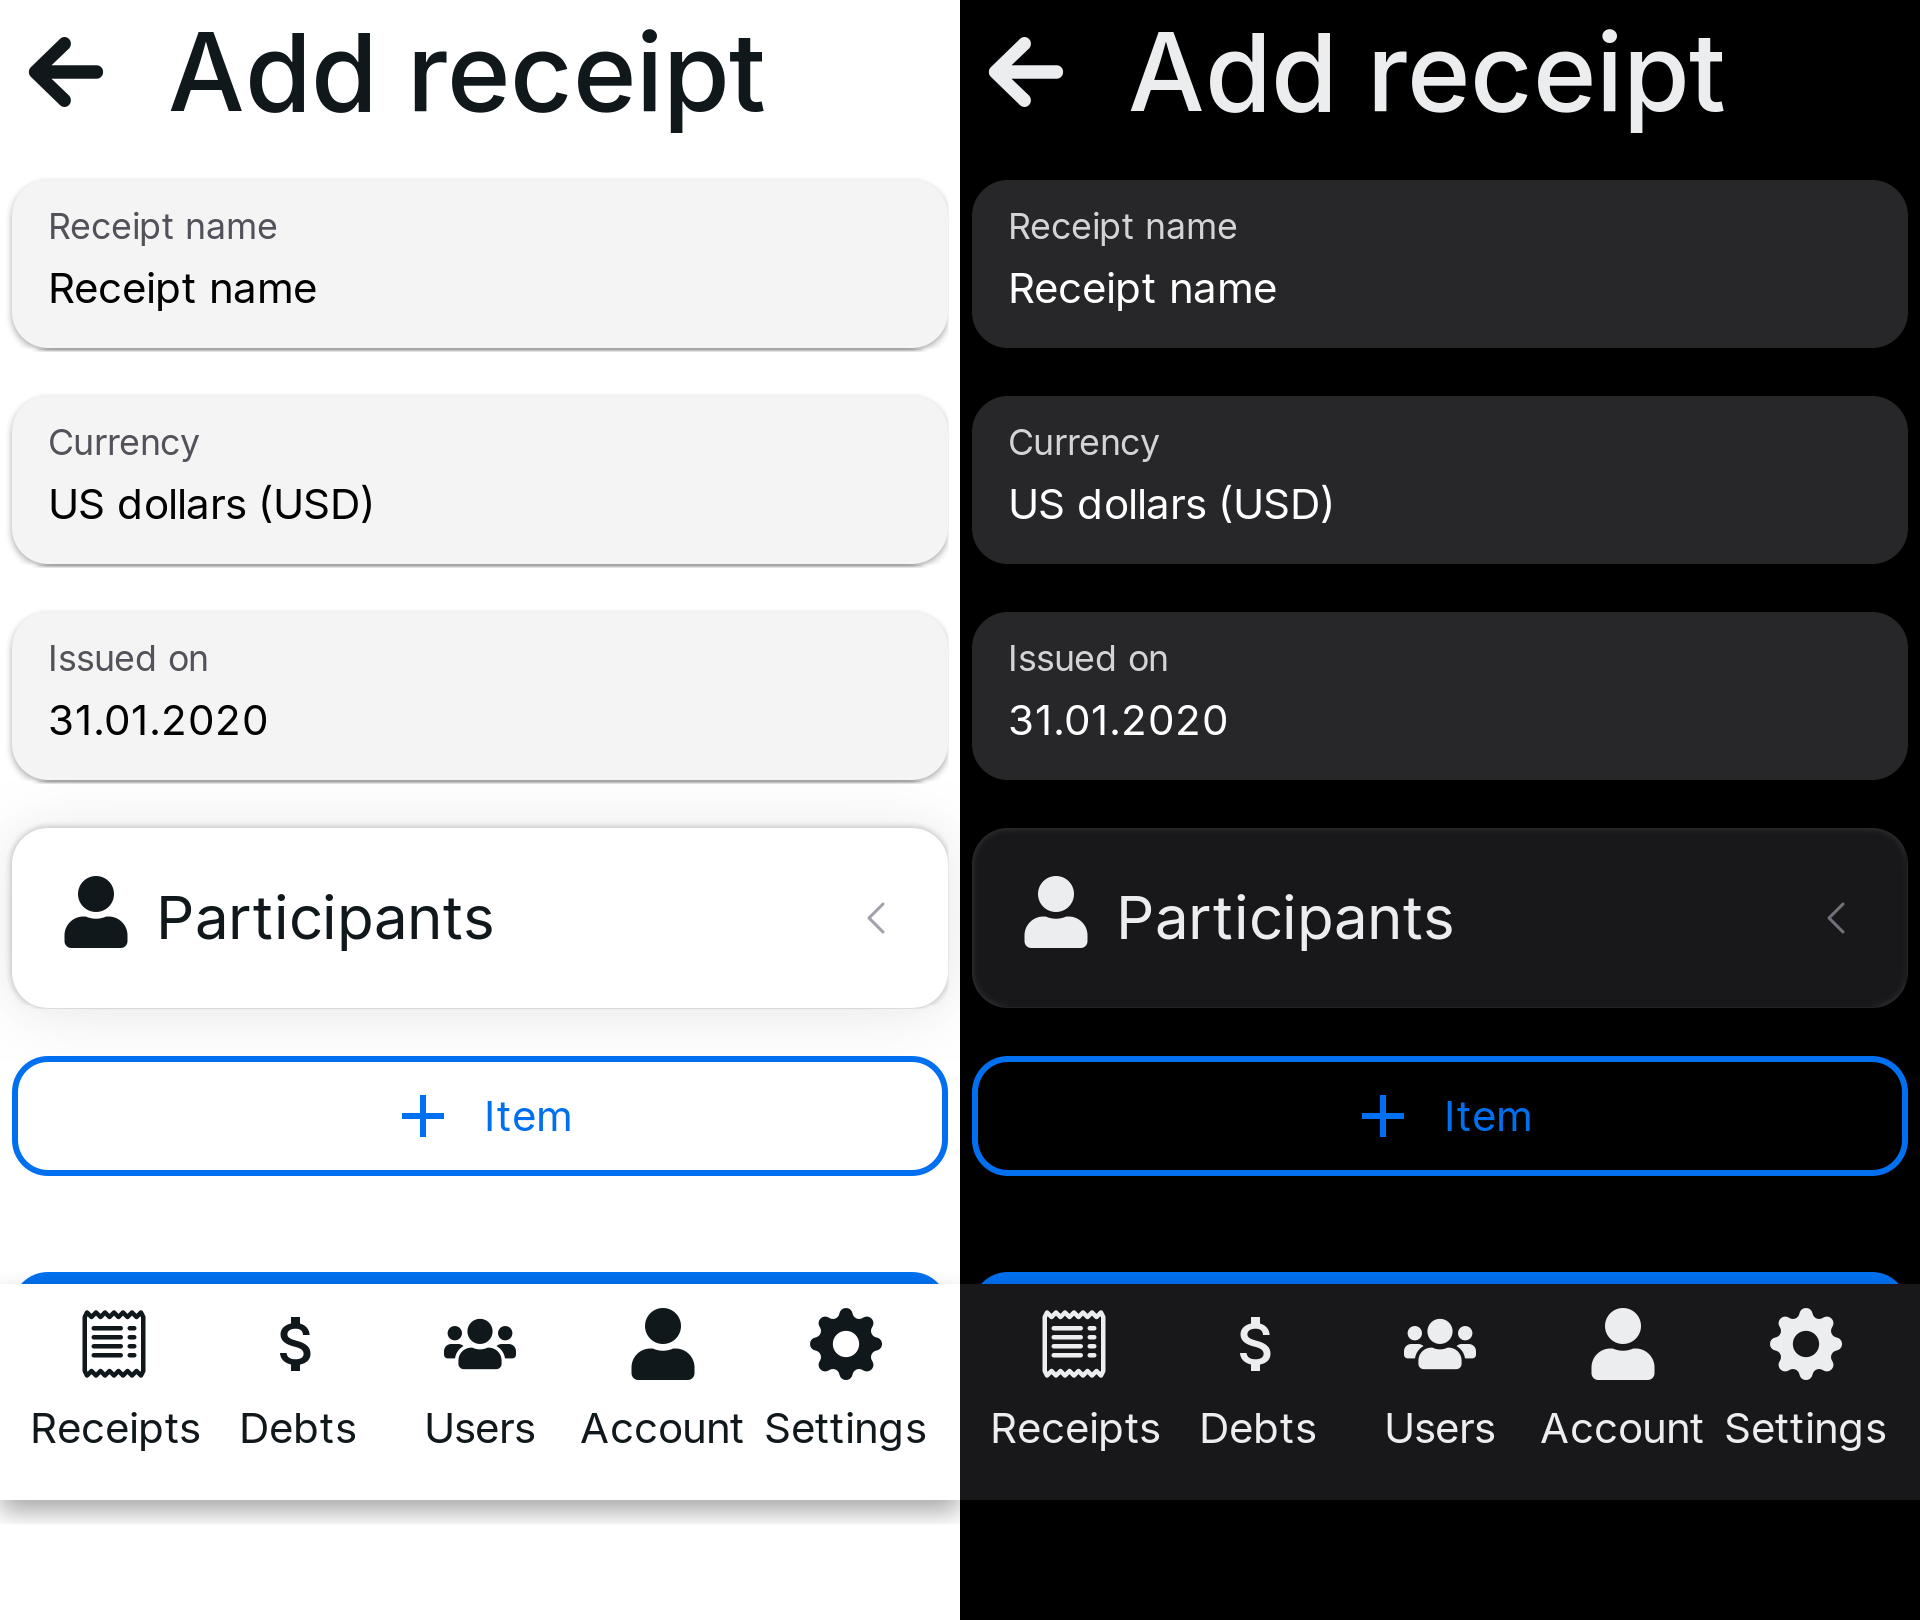 Add receipt
Receipt name
Receipt name
Currency
US dollars (USD)
Issued on
31.01.2020
Participants
+ Item
Receipts Debts Users Account Settings
Add receipt
Receipt name
Receipt name
Currency
US dollars (USD)
Issued on
31.01.2020
Participants
+ Item
Receipts Debts Users Account Settings